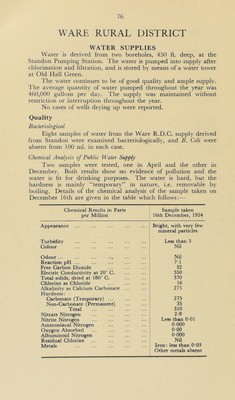 76
WARE RURAL DISTRICT
WATER SUPPLIES
Water is derived from two boreholes, 450 ft. deep, at the
Standon Pumping Station. The water is pumped into supply after
chlorination and filtration, and is stored by means of a water tower
at Old Hall Green.
The water continues to be of good quality and ample supply.
The average quantity of water pumped throughout the year was
460,000 gallons per day. The supply was maintained without
restriction or interruption throughout the year.
No cases of wells drying up were reported.
Quality
Bacteriological
Eight samples of water from the Ware R.D.C. supply derived
from Standon were examined bacteriologically, and B. Coli were
absent from 100 ml. in each case.
Chemical Analysis of Public Water Supply
Two samples were tested, one in April and the other in
December. Both results show no evidence of pollution and the
water is fit for drinking purposes. The water is hard, but the
hardness is mainly "temporary" in nature, i.e. removable by
boiling. Details of the chemical analysis of the sample taken on
December 16th are given in the table which follows:—
Chemical Results in Parts per Million
Sample taken 16th December, 1954
Appearance ... Bright, with very few
mineral particles
Turbidity ... Less than 3
Colour ... Nil
Odour ... Nil
Reaction pH ... 7·1
Free Carbon Dioxide ... 52
Electric Conductivity at 20° C. 550
Total solids, dried at 180° C. 370
Chlorine as Chloride ... 16
Alkalinity as Calcium Carbonate 275
Hardness:
Carbonate (Temporary) ... 275
Non-Carbonate (Permanent) 35
Total ... 310
Nitrate Nitrogen ... 2·0
Nitrite Nitrogen ... Less than 0·01
Ammoniacal Nitrogen ... 0·000
Oxygen Absorbed ... 0·00
Albuminoid Nitrogen ... 0·000
Residual Chlorine ... Nil
Metals ... Iron: less than 0·03
Other metals absent